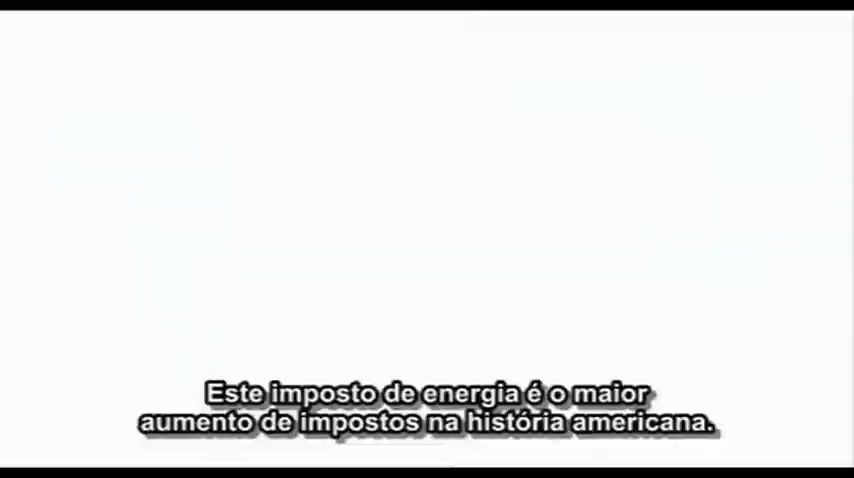 Este imposto de energia é o maior
aumento de impostos na história americana.